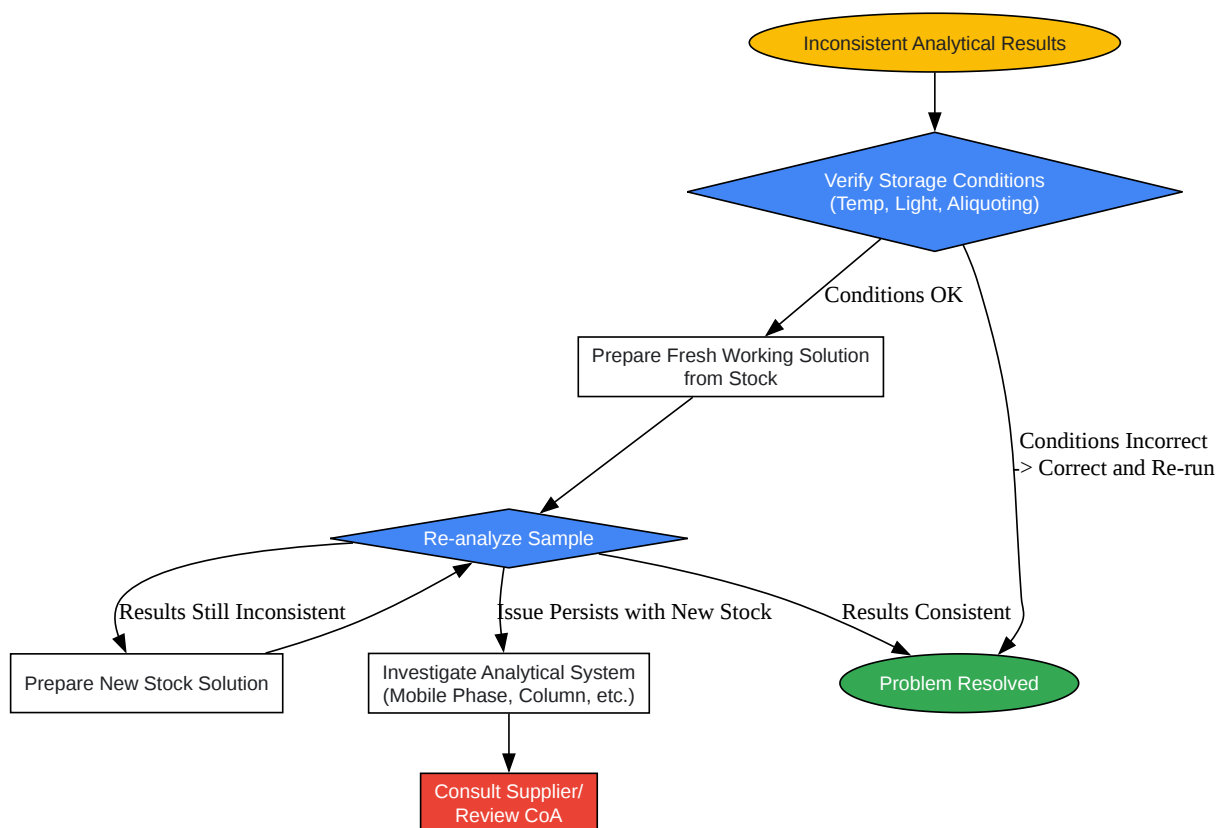 Inconsistent Analytical Results
Verify Storage Conditions
(Temp, Light, Aliquoting)
Conditions OK
Prepare Fresh Working Solution
from Stock
Conditions Incorrect
-> Correct and Re-run
Re-analyze Sample
Results Still Inconsistent
Issue Persists with New Stock
Results Consistent
Prepare New Stock Solution
Investigate Analytical System
(Mobile Phase, Column, etc.)
Problem Resolved
Consult Supplier/
Review CoA